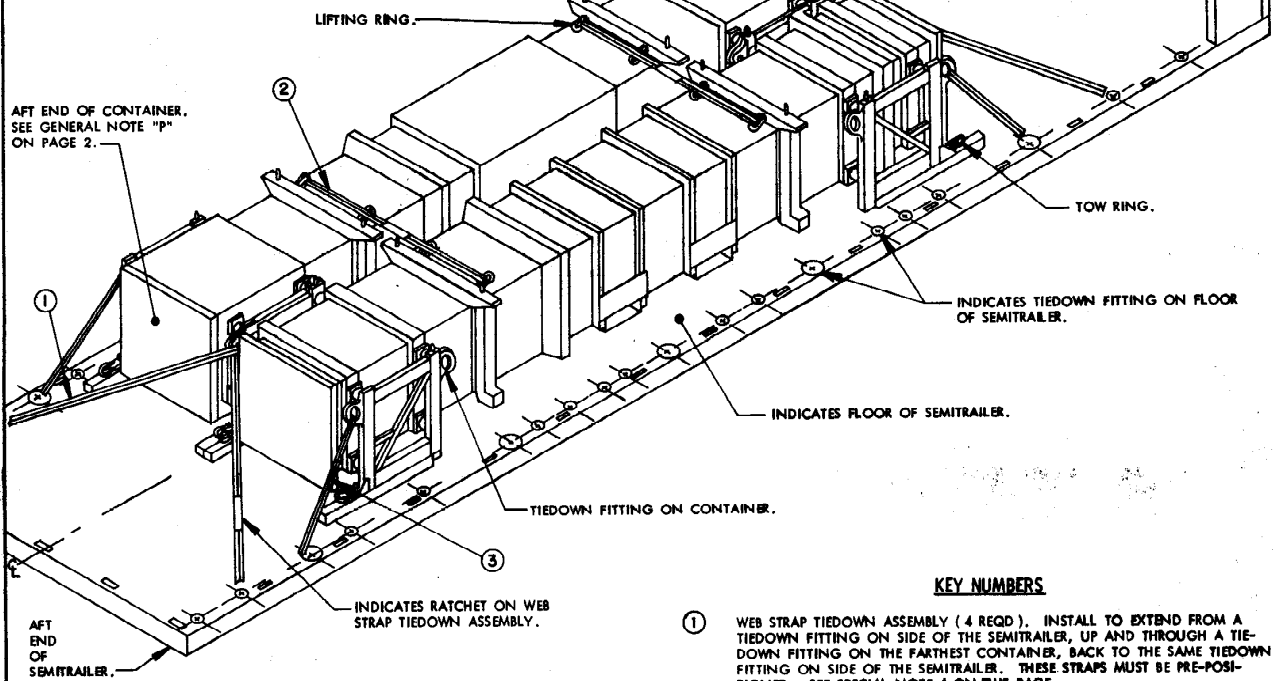 LIFTING RING.
②
AFT END OF CONTAINER.
SEE GENERAL NOTE "P"
ON PAGE 2.
TOW RING.
①
INDICATES TIEDOWN FITTING ON FLOOR
OF SEMITRAILER.
INDICATES FLOOR OF SEMITRAILER.
TIEDOWN FITTING ON CONTAINER.
③
INDICATES RATCHET ON WEB
STRAP TIEDOWN ASSEMBLY.
AFT
END
OF
SEMITRAILER.
KEY NUMBERS
① WEB STRAP TIEDOWN ASSEMBLY (4 REQD). INSTALL TO EXTEND FROM A
TIEDOWN FITTING ON SIDE OF THE SEMITRAILER, UP AND THROUGH A TIE-
DOWN FITTING ON THE FARTHEST CONTAINER, BACK TO THE SAME TIEDOWN
FITTING ON SIDE OF THE SEMITRAILER. THESE STRAPS MUST BE PRE-POSI-